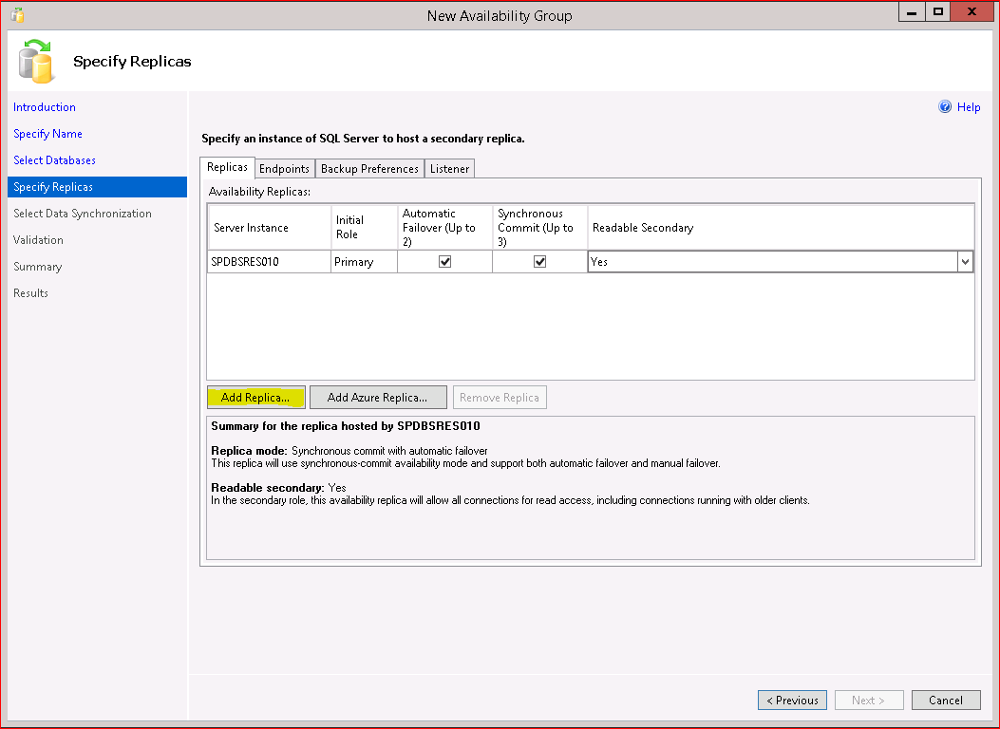 New Availability Group
Specify Replicas
Introduction
Specify Name
Select Databases
Specify Replicas
Select Data Synchronization
Validation
Summary
Results
Help
Specify an instance of SQL Server to host a secondary replica.
Replicas
Endpoints
Backup Preferences
Listener
Availability Replicas:
Server Instance
Initial
Role
Automatic
Failover (Up to
2)
Synchronous
Commit (Up to
3)
Readable Secondary
SPDBSRES010
Primary
Yes
Add Replica...
Add Azure Replica...
Remove Replica
Summary for the replica hosted by SPDBSRES010
Replica mode: Synchronous commit with automatic failover
This replica will use synchronous-commit availability mode and support both automatic failover and manual failover.
Readable secondary: Yes
In the secondary role, this availability replica will allow all connections for read access, including connections running with older clients.
< Previous
Next >
Cancel